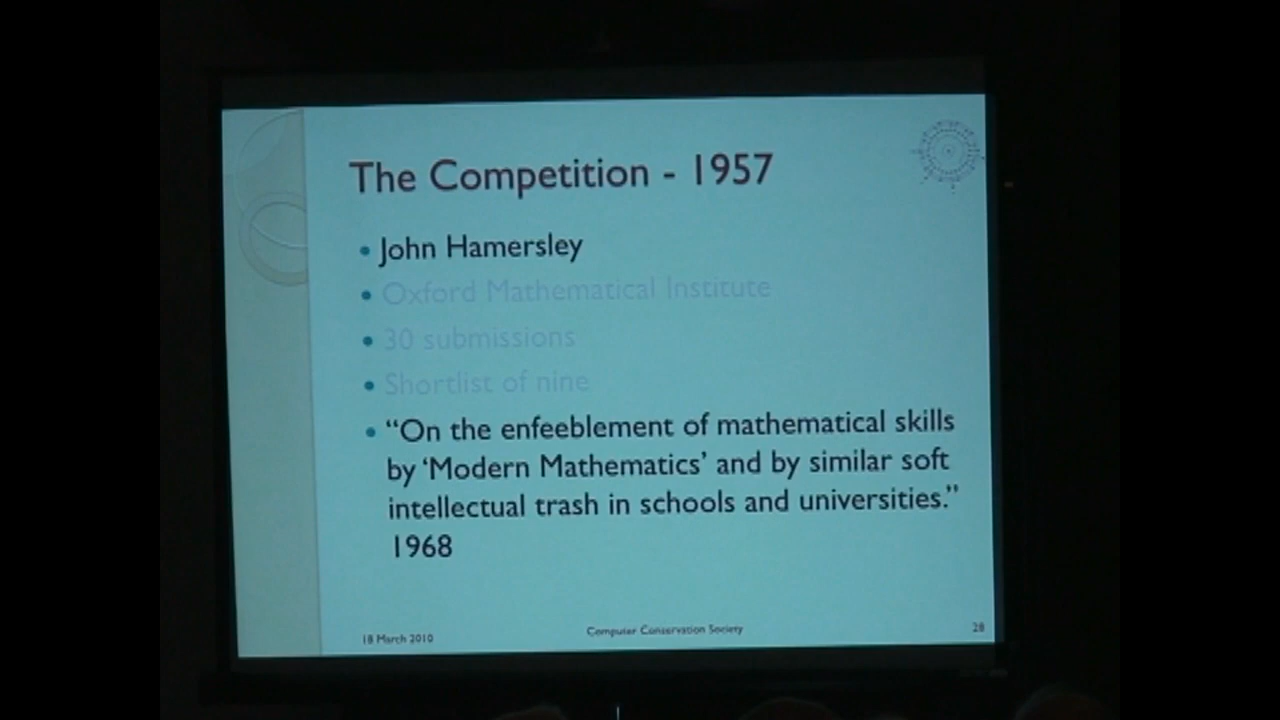 The Competition - 1957
• John Hamersley
• Oxford Mathematical Institute
• 30 submissions
• Shortlist of nine
• “On the enfeeblement of mathematical skills
by ‘Modern Mathematics’ and by similar soft
intellectual trash in schools and universities.”
1968
18 March 2010
Computer Conservation Society
28